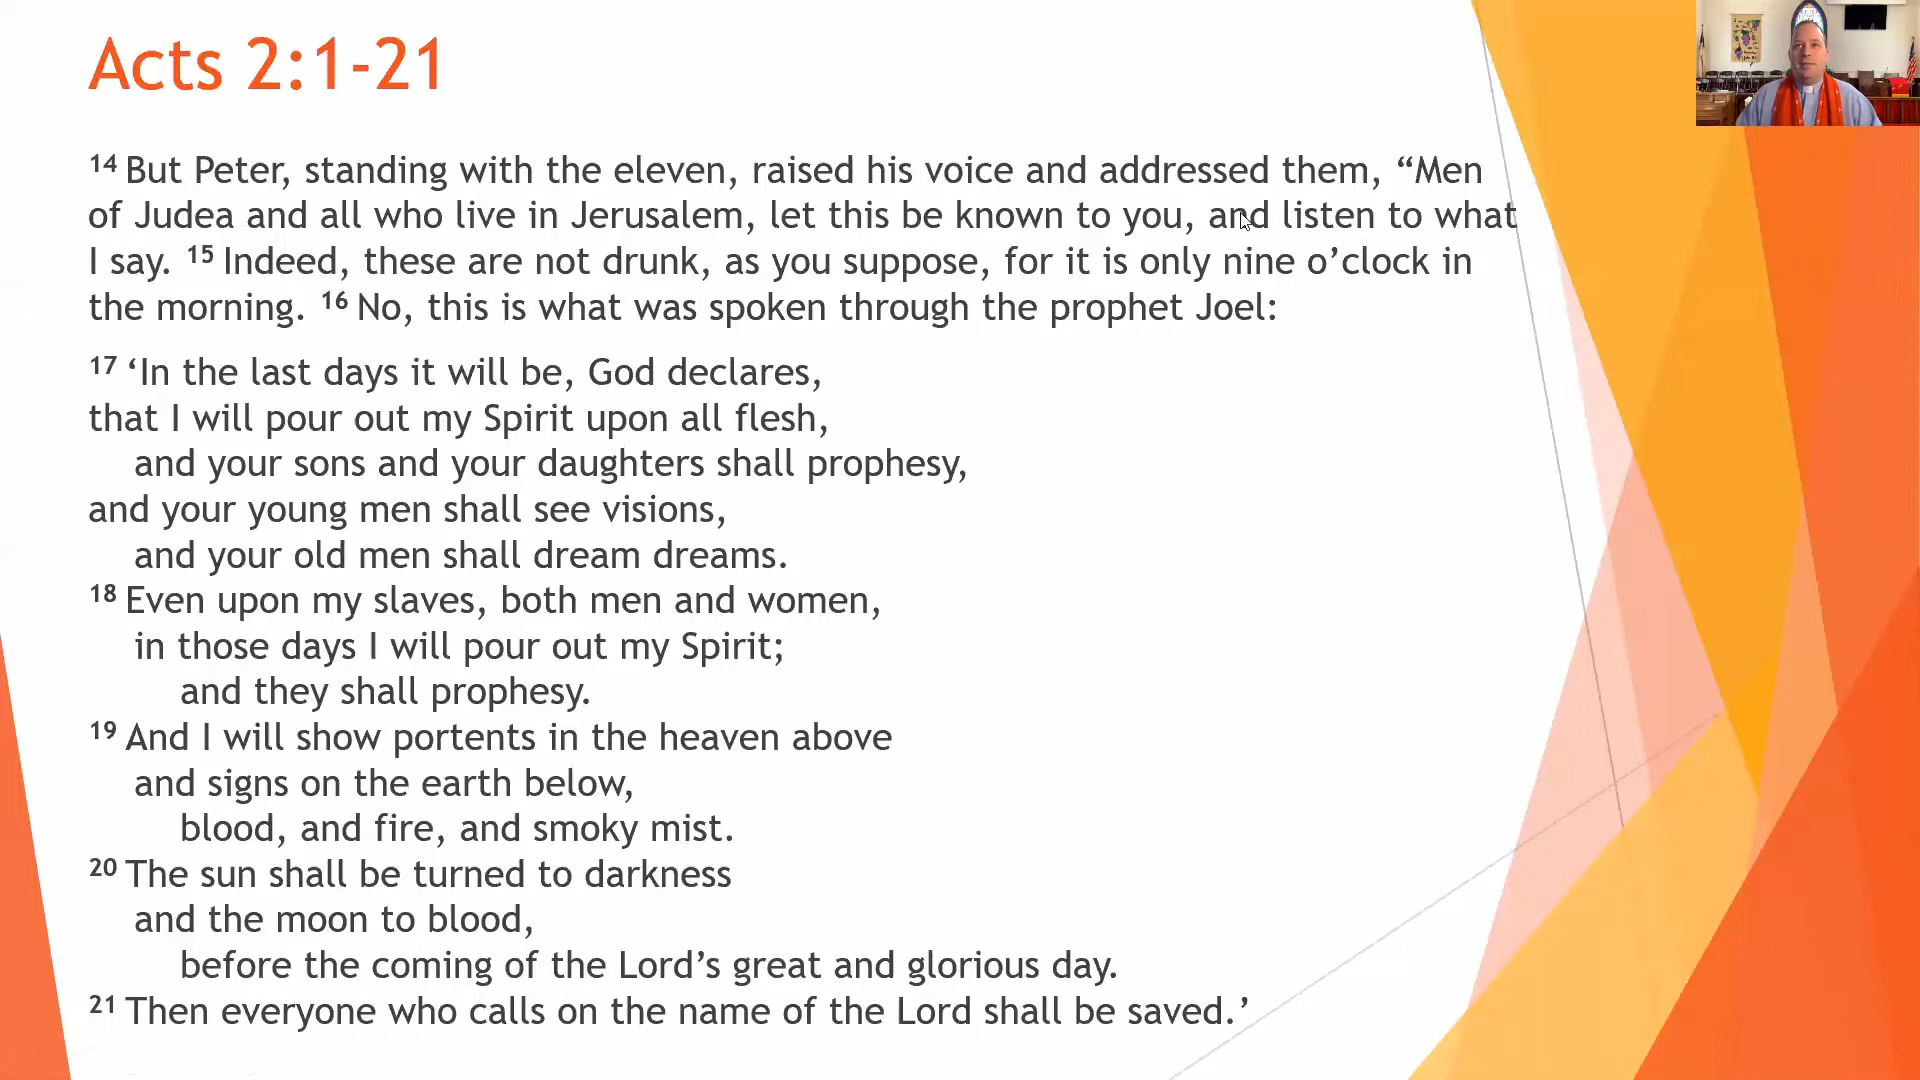 Acts 2:1-21
14 But Peter, standing with the eleven, raised his voice and addressed them, “Men
of Judea and all who live in Jerusalem, let this be known to you, and listen to what
I say. 15 Indeed, these are not drunk, as you suppose, for it is only nine o’clock in
the morning. 16 No, this is what was spoken through the prophet Joel:
17 ‘In the last days it will be, God declares,
that I will pour out my Spirit upon all flesh,
and your sons and your daughters shall prophesy,
and your young men shall see visions,
and your old men shall dream dreams.
18 Even upon my slaves, both men and women,
in those days I will pour out my Spirit;
and they shall prophesy.
19 And I will show portents in the heaven above
and signs on the earth below,
blood, and fire, and smoky mist.
20 The sun shall be turned to darkness
and the moon to blood,
before the coming of the Lord’s great and glorious day.
21 Then everyone who calls on the name of the Lord shall be saved.’